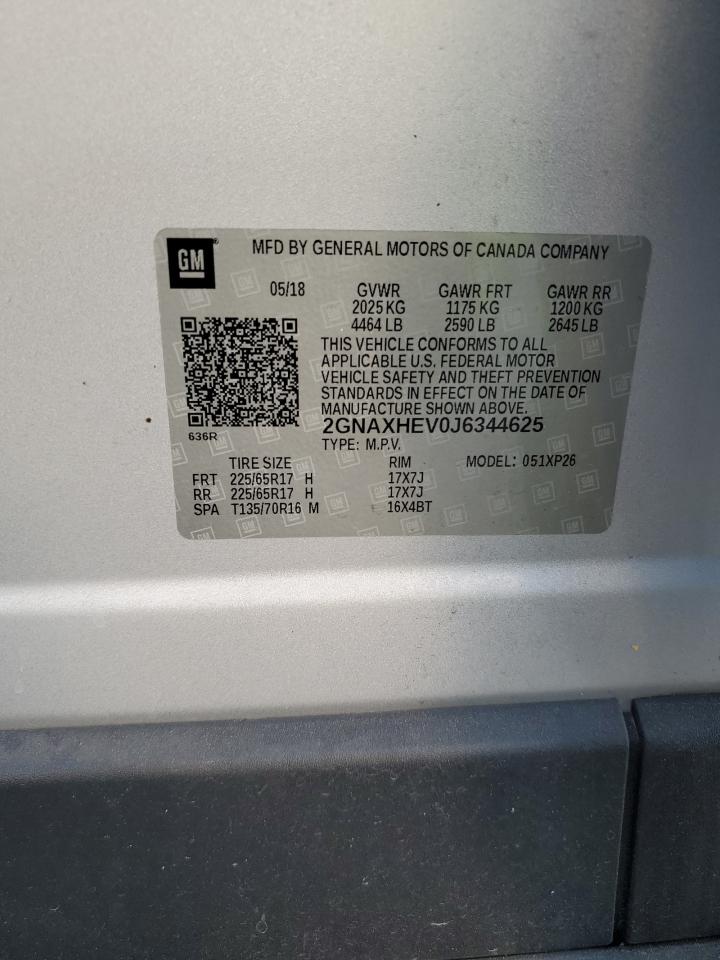 GM
MFD BY GENERAL MOTORS OF CANADA COMPANY
05/18 GVWR GAWR FRT GAWR RR
2025 KG 1175 KG 1200 KG
4464 LB 2590 LB 2645 LB
THIS VEHICLE CONFORMS TO ALL
APPLICABLE U.S. FEDERAL MOTOR
VEHICLE SAFETY AND THEFT PREVENTION
STANDARDS IN EFFECT ON THE DATE OF
MANUFACTURE SHOWN ABOVE.
2GNAXHEV0J6344625
636R
TYPE: M.P.V.
TIRE SIZE RIM MODEL: 051XP26
FRT 225/65R17 H 17X7J
RR 225/65R17 H 17X7J
SPA T135/70R16 M 16X4BT